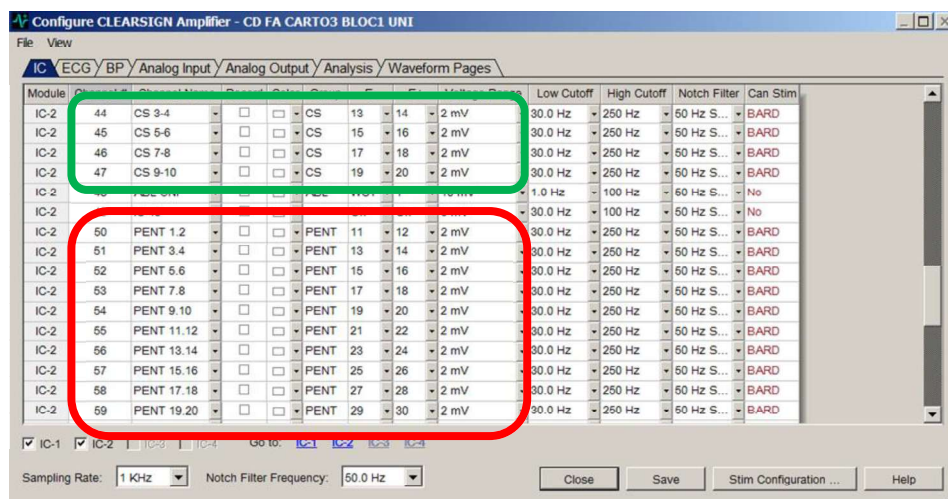 Configure CLEARSIGN Amplifier - CD FA CARTO3 BLOC1 UNI
File View
IC ECG BP Analog Input Analog Output Analysis Waveform Pages
Module Low Cutoff High Cutoff Notch Filter Can Stim
IC-2 44 CS 3-4 CS 13 14 2 mV 30.0 Hz 250 Hz 50 Hz S... BARD
IC-2 45 CS 5-6 CS 15 16 2 mV 30.0 Hz 250 Hz 50 Hz S... BARD
IC-2 46 CS 7-8 CS 17 18 2 mV 30.0 Hz 250 Hz 50 Hz S... BARD
IC-2 47 CS 9-10 CS 19 20 2 mV 30.0 Hz 250 Hz 50 Hz S... BARD
IC-2 1.0 Hz 100 Hz 60 Hz S... No
IC-2 30.0 Hz 100 Hz 50 Hz S... No
IC-2 50 PENT 1.2 PENT 11 12 2 mV 30.0 Hz 250 Hz 50 Hz S... BARD
IC-2 51 PENT 3.4 PENT 13 14 2 mV 30.0 Hz 250 Hz 50 Hz S... BARD
IC-2 52 PENT 5.6 PENT 15 16 2 mV 30.0 Hz 250 Hz 50 Hz S... BARD
IC-2 53 PENT 7.8 PENT 17 18 2 mV 30.0 Hz 250 Hz 50 Hz S... BARD
IC-2 54 PENT 9.10 PENT 19 20 2 mV 30.0 Hz 250 Hz 50 Hz S... BARD
IC-2 55 PENT 11.12 PENT 21 22 2 mV 30.0 Hz 250 Hz 50 Hz S... BARD
IC-2 56 PENT 13.14 PENT 23 24 2 mV 30.0 Hz 250 Hz 50 Hz S... BARD
IC-2 57 PENT 15.16 PENT 25 26 2 mV 30.0 Hz 250 Hz 50 Hz S... BARD
IC-2 58 PENT 17.18 PENT 27 28 2 mV 30.0 Hz 250 Hz 50 Hz S... BARD
IC-2 59 PENT 19.20 PENT 29 30 2 mV 30.0 Hz 250 Hz 50 Hz S... BARD
IC-1 IC-2 IC-3 IC-4 Go to: IC-1 IC-2 IC-3 IC-4
Sampling Rate: 1 KHz Notch Filter Frequency: 50.0 Hz Close Save Stim Configuration ... Help